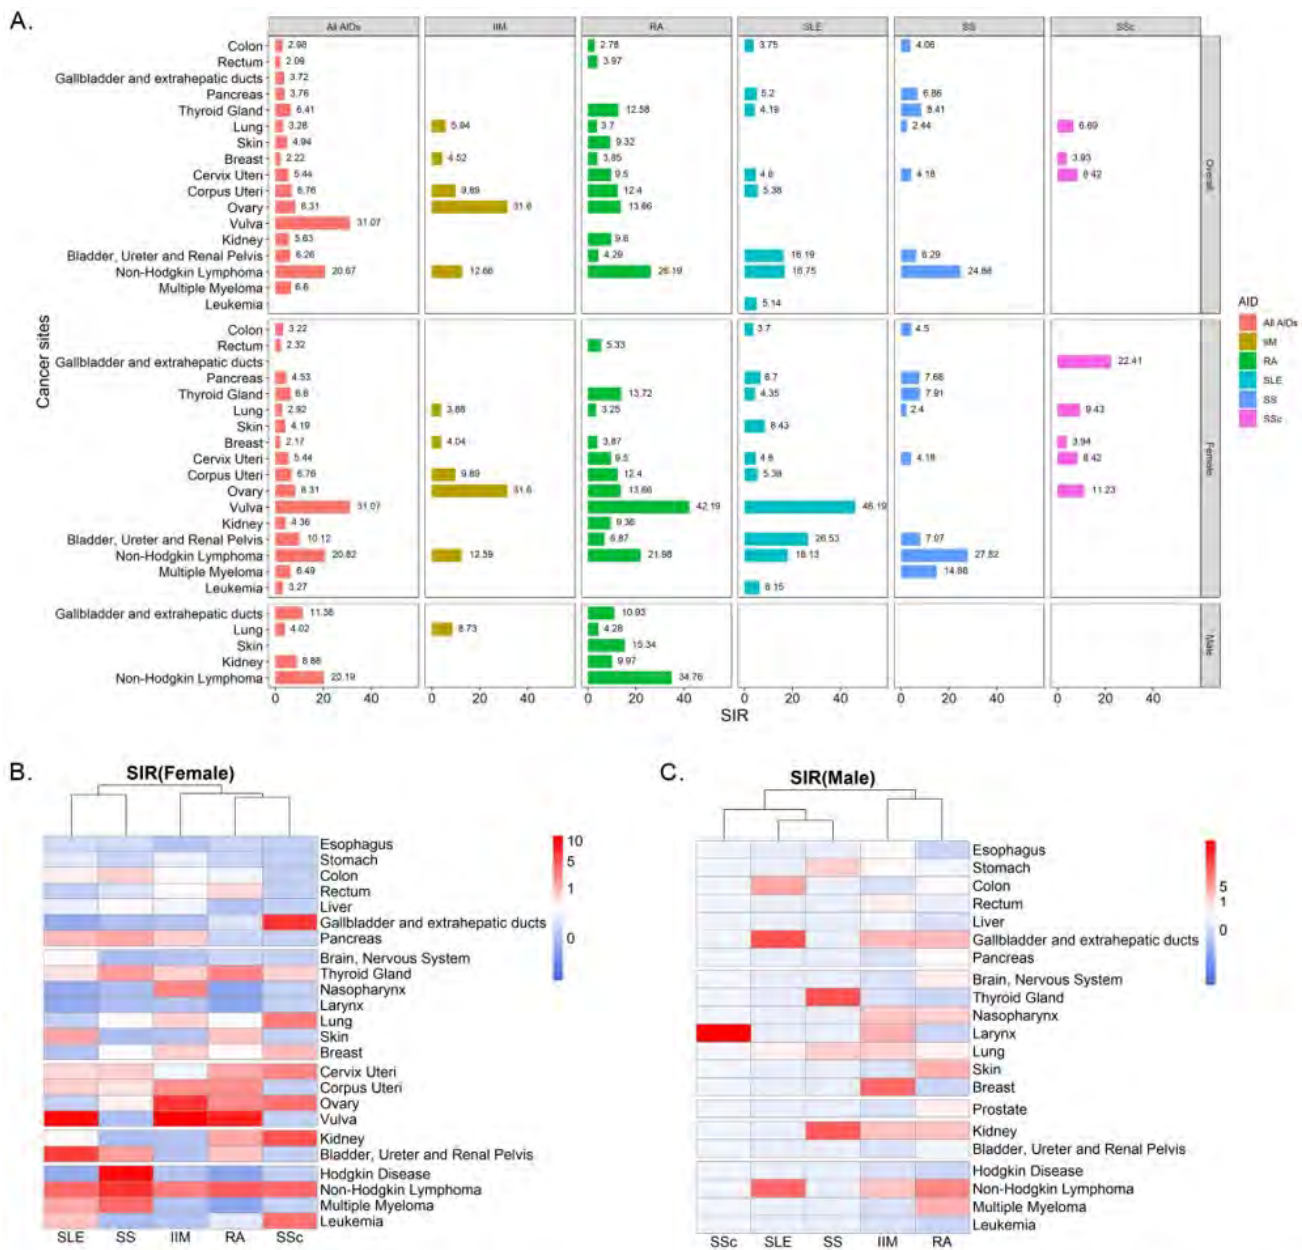 A.
All AIDs IIM RA SLE SS SSc
Colon 2.98 2.78 3.75 4.06
Rectum 2.09 3.97
Gallbladder and extrahepatic ducts 3.72
Pancreas 3.76 5.2 6.86
Thyroid Gland 6.41 12.58 4.19 8.41
Lung 3.26 5.94 3.7 2.44 6.69
Skin 4.94 9.32
Breast 2.22 4.52 3.85 3.93
Cervix Uteri 5.44 9.5 4.8 4.18 8.42
Corpus Uteri 6.76 9.89 12.4 5.38
Ovary 8.31 31.6 13.66
Vulva 31.07
Kidney 5.63 9.6
Bladder, Ureter and Renal Pelvis 6.26 4.29 16.19 6.29
Non-Hodgkin Lymphoma 20.67 12.66 26.19 16.75 24.88
Multiple Myeloma 6.6
Leukemia 5.14
Overall
Colon 3.22 3.7 4.5
Rectum 2.32 5.33
Gallbladder and extrahepatic ducts 22.41
Pancreas 4.53 6.7 7.68
Thyroid Gland 6.6 13.72 4.35 7.91
Lung 2.92 3.88 3.25 2.4 9.43
Skin 4.19 8.43
Breast 2.17 4.04 3.87 3.94
Cervix Uteri 5.44 9.5 4.8 4.18 8.42
Corpus Uteri 6.76 9.89 12.4 5.38
Ovary 8.31 31.6 13.66 11.23
Vulva 31.07 42.19 46.19
Kidney 4.36 9.36
Bladder, Ureter and Renal Pelvis 10.12 6.87 26.53 7.97
Non-Hodgkin Lymphoma 20.82 12.39 21.98 18.13 27.82
Multiple Myeloma 6.49 14.88
Leukemia 3.27 6.15
Female
Gallbladder and extrahepatic ducts 11.36 10.93
Lung 4.02 8.73 4.28
Skin 15.34
Kidney 8.88 9.97
Non-Hodgkin Lymphoma 20.19 34.76
Male
0 20 40 0 20 40 0 20 40 0 20 40 0 20 40 0 20 40
SIR
Cancer sites
AID
All AIDs
IIM
RA
SLE
SS
SSc
B.
SIR(Female)
Esophagus
Stomach
Colon
Rectum
Liver
Gallbladder and extrahepatic ducts
Pancreas
Brain, Nervous System
Thyroid Gland
Nasopharynx
Larynx
Lung
Skin
Breast
Cervix Uteri
Corpus Uteri
Ovary
Vulva
Kidney
Bladder, Ureter and Renal Pelvis
Hodgkin Disease
Non-Hodgkin Lymphoma
Multiple Myeloma
Leukemia
SLE SS IIM RA SSc
10
5
1
0
C.
SIR(Male)
Esophagus
Stomach
Colon
Rectum
Liver
Gallbladder and extrahepatic ducts
Pancreas
Brain, Nervous System
Thyroid Gland
Nasopharynx
Larynx
Lung
Skin
Breast
Prostate
Kidney
Bladder, Ureter and Renal Pelvis
Hodgkin Disease
Non-Hodgkin Lymphoma
Multiple Myeloma
Leukemia
SSc SLE SS IIM RA
5
1
0